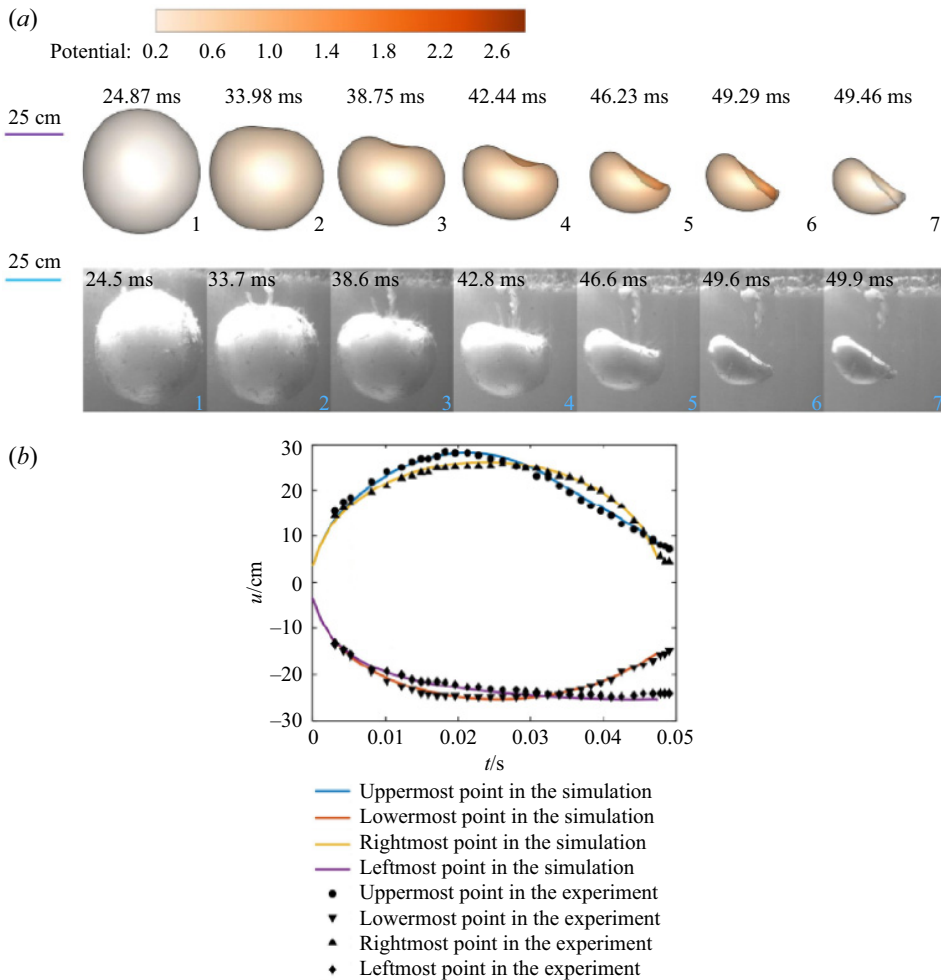 (a)
Potential: 0.2 0.6 1.0 1.4 1.8 2.2 2.6
24.87 ms 33.98 ms 38.75 ms 42.44 ms 46.23 ms 49.29 ms 49.46 ms
25 cm
1 2 3 4 5 6 7
25 cm
24.5 ms 33.7 ms 38.6 ms 42.8 ms 46.6 ms 49.6 ms 49.9 ms
1 2 3 4 5 6 7
(b)
30
20
10
0
–10
–20
–30
u/cm
0 0.01 0.02 0.03 0.04 0.05
t/s
Uppermost point in the simulation
Lowermost point in the simulation
Rightmost point in the simulation
Leftmost point in the simulation
Uppermost point in the experiment
Lowermost point in the experiment
Rightmost point in the experiment
Leftmost point in the experiment